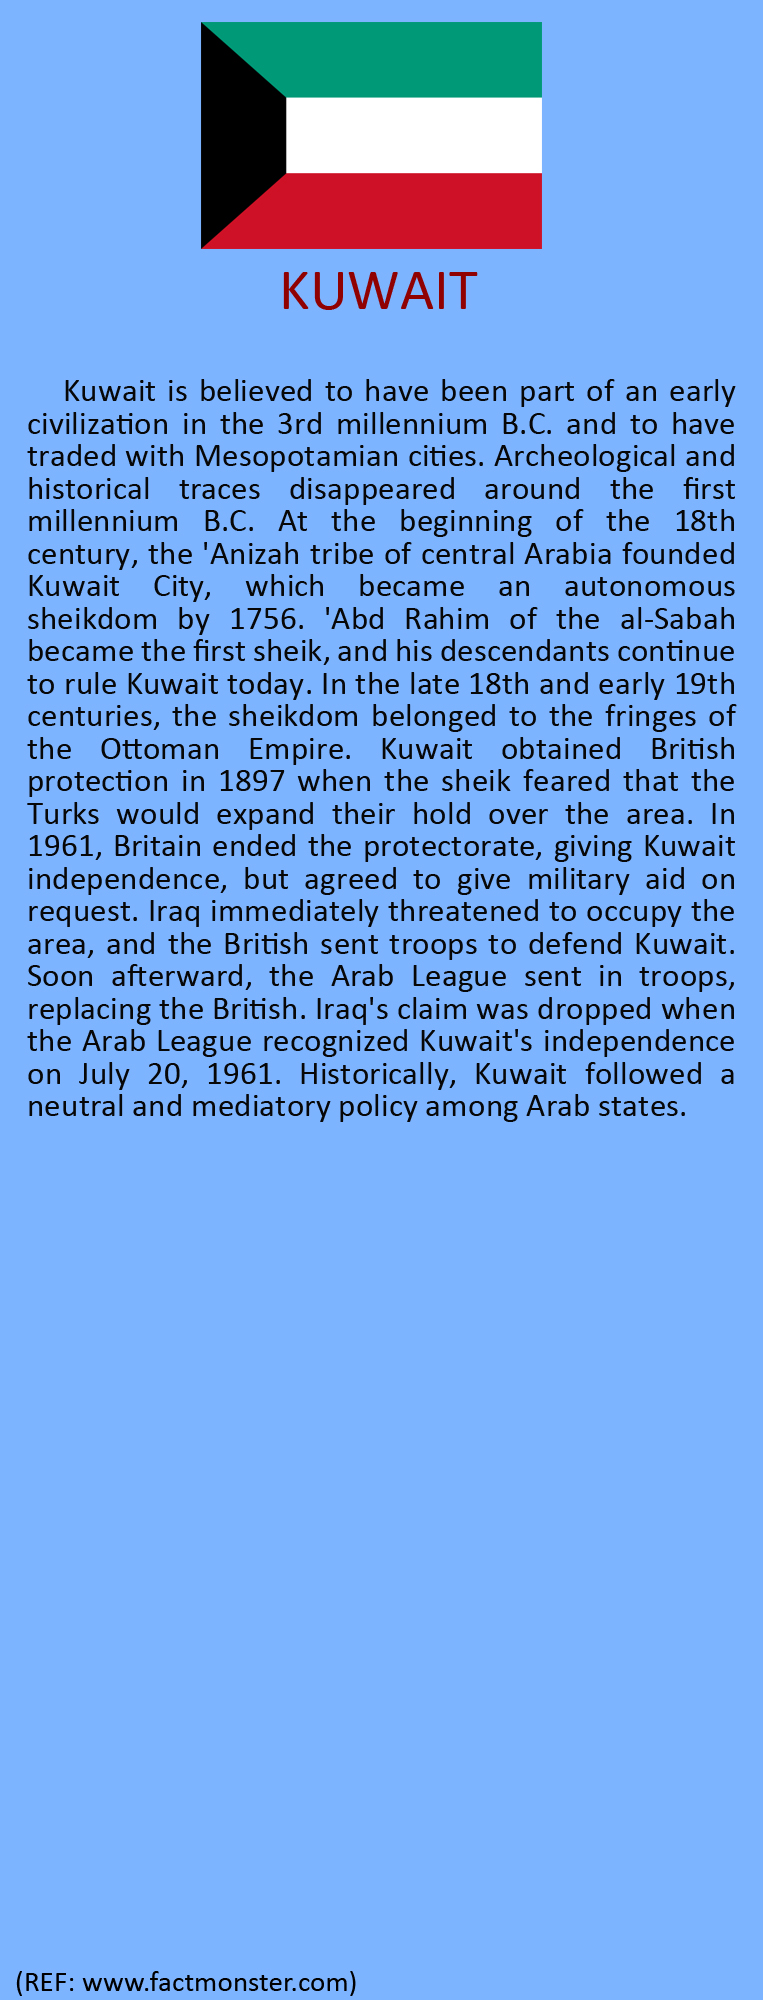 KUWAIT
Kuwait is believed to have been part of an early
civilization in the 3rd millennium B.C. and to have
traded with Mesopotamian cities. Archeological and
historical traces disappeared around the first
millennium B.C. At the beginning of the 18th
century, the 'Anizah tribe of central Arabia founded
Kuwait City, which became an autonomous
sheikdom by 1756. 'Abd Rahim of the al-Sabah
became the first sheik, and his descendants continue
to rule Kuwait today. In the late 18th and early 19th
centuries, the sheikdom belonged to the fringes of
the Ottoman Empire. Kuwait obtained British
protection in 1897 when the sheik feared that the
Turks would expand their hold over the area. In
1961, Britain ended the protectorate, giving Kuwait
independence, but agreed to give military aid on
request. Iraq immediately threatened to occupy the
area, and the British sent troops to defend Kuwait.
Soon afterward, the Arab League sent in troops,
replacing the British. Iraq's claim was dropped when
the Arab League recognized Kuwait's independence
on July 20, 1961. Historically, Kuwait followed a
neutral and mediatory policy among Arab states.
(REF: www.factmonster.com)